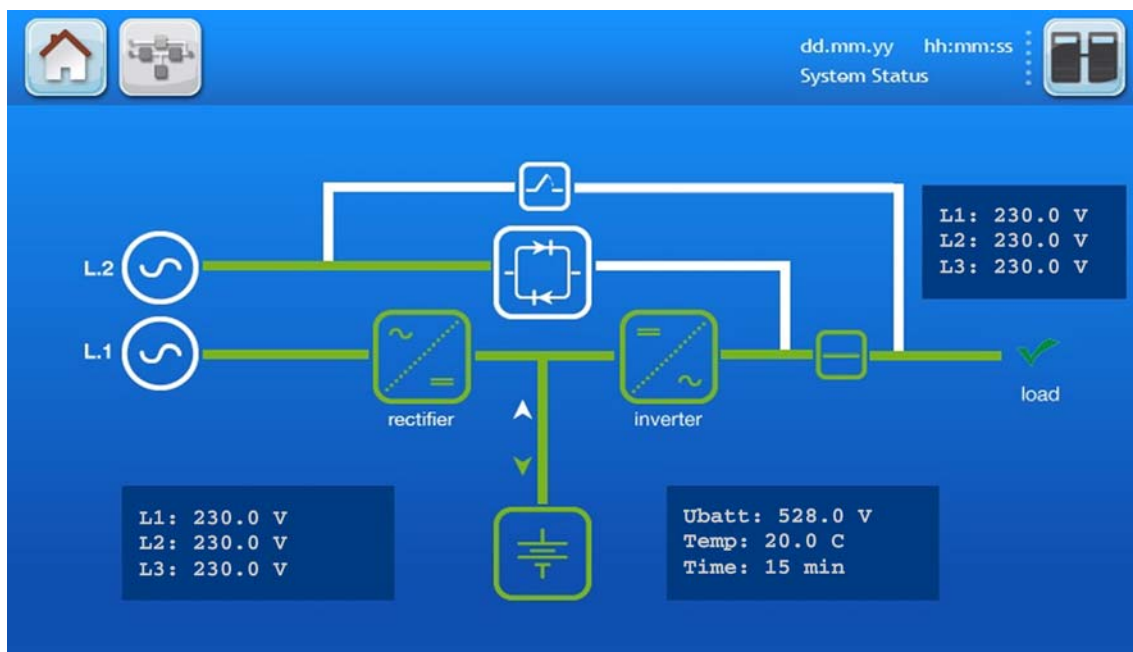 dd.mm.yy hh:mm:ss
System Status
L1: 230.0 V
L2: 230.0 V
L3: 230.0 V
L.2
L.1
load
rectifier
inverter
L1: 230.0 V
L2: 230.0 V
L3: 230.0 V
Ubatt: 528.0 V
Temp: 20.0 C
Time: 15 min